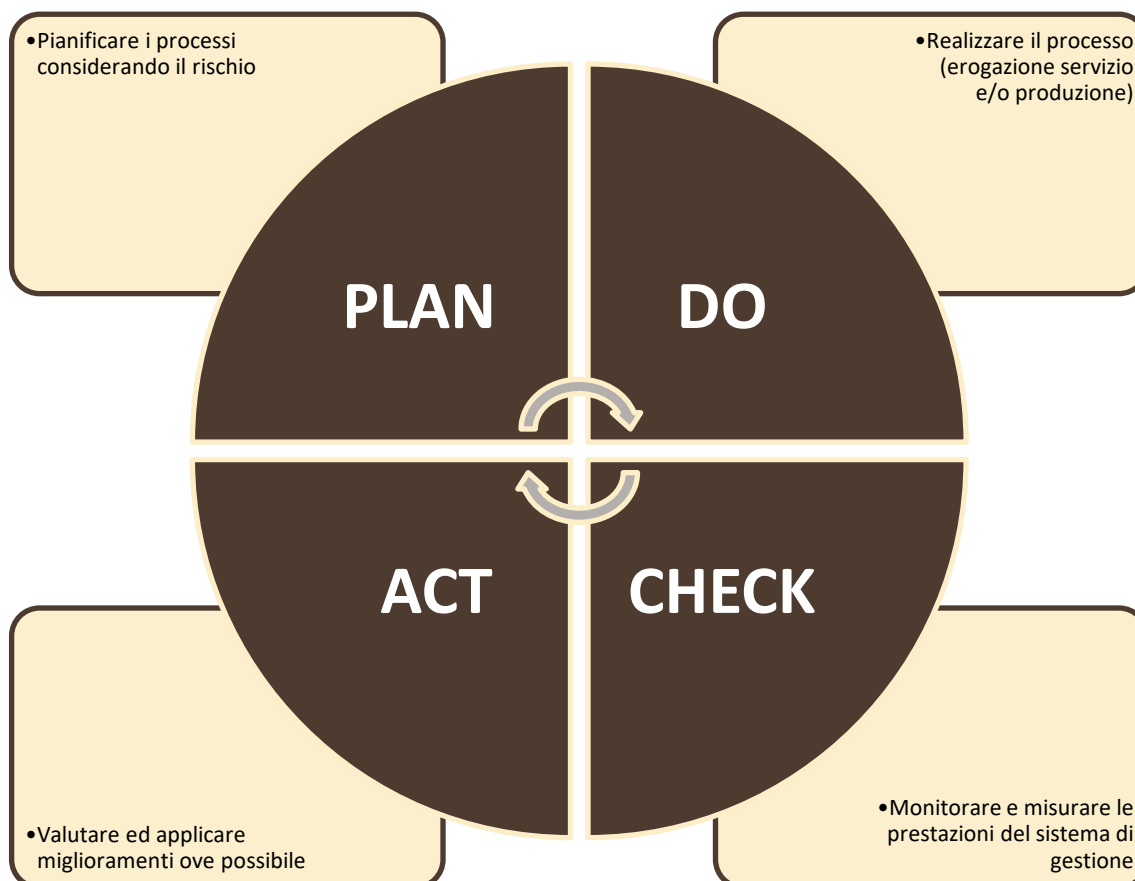 •Pianificare i processi
considerando il rischio
•Realizzare il processo
(erogazione servizio
e/o produzione)
PLAN
DO
ACT
CHECK
•Valutare ed applicare
miglioramenti ove possibile
•Monitorare e misurare le
prestazioni del sistema di
gestione